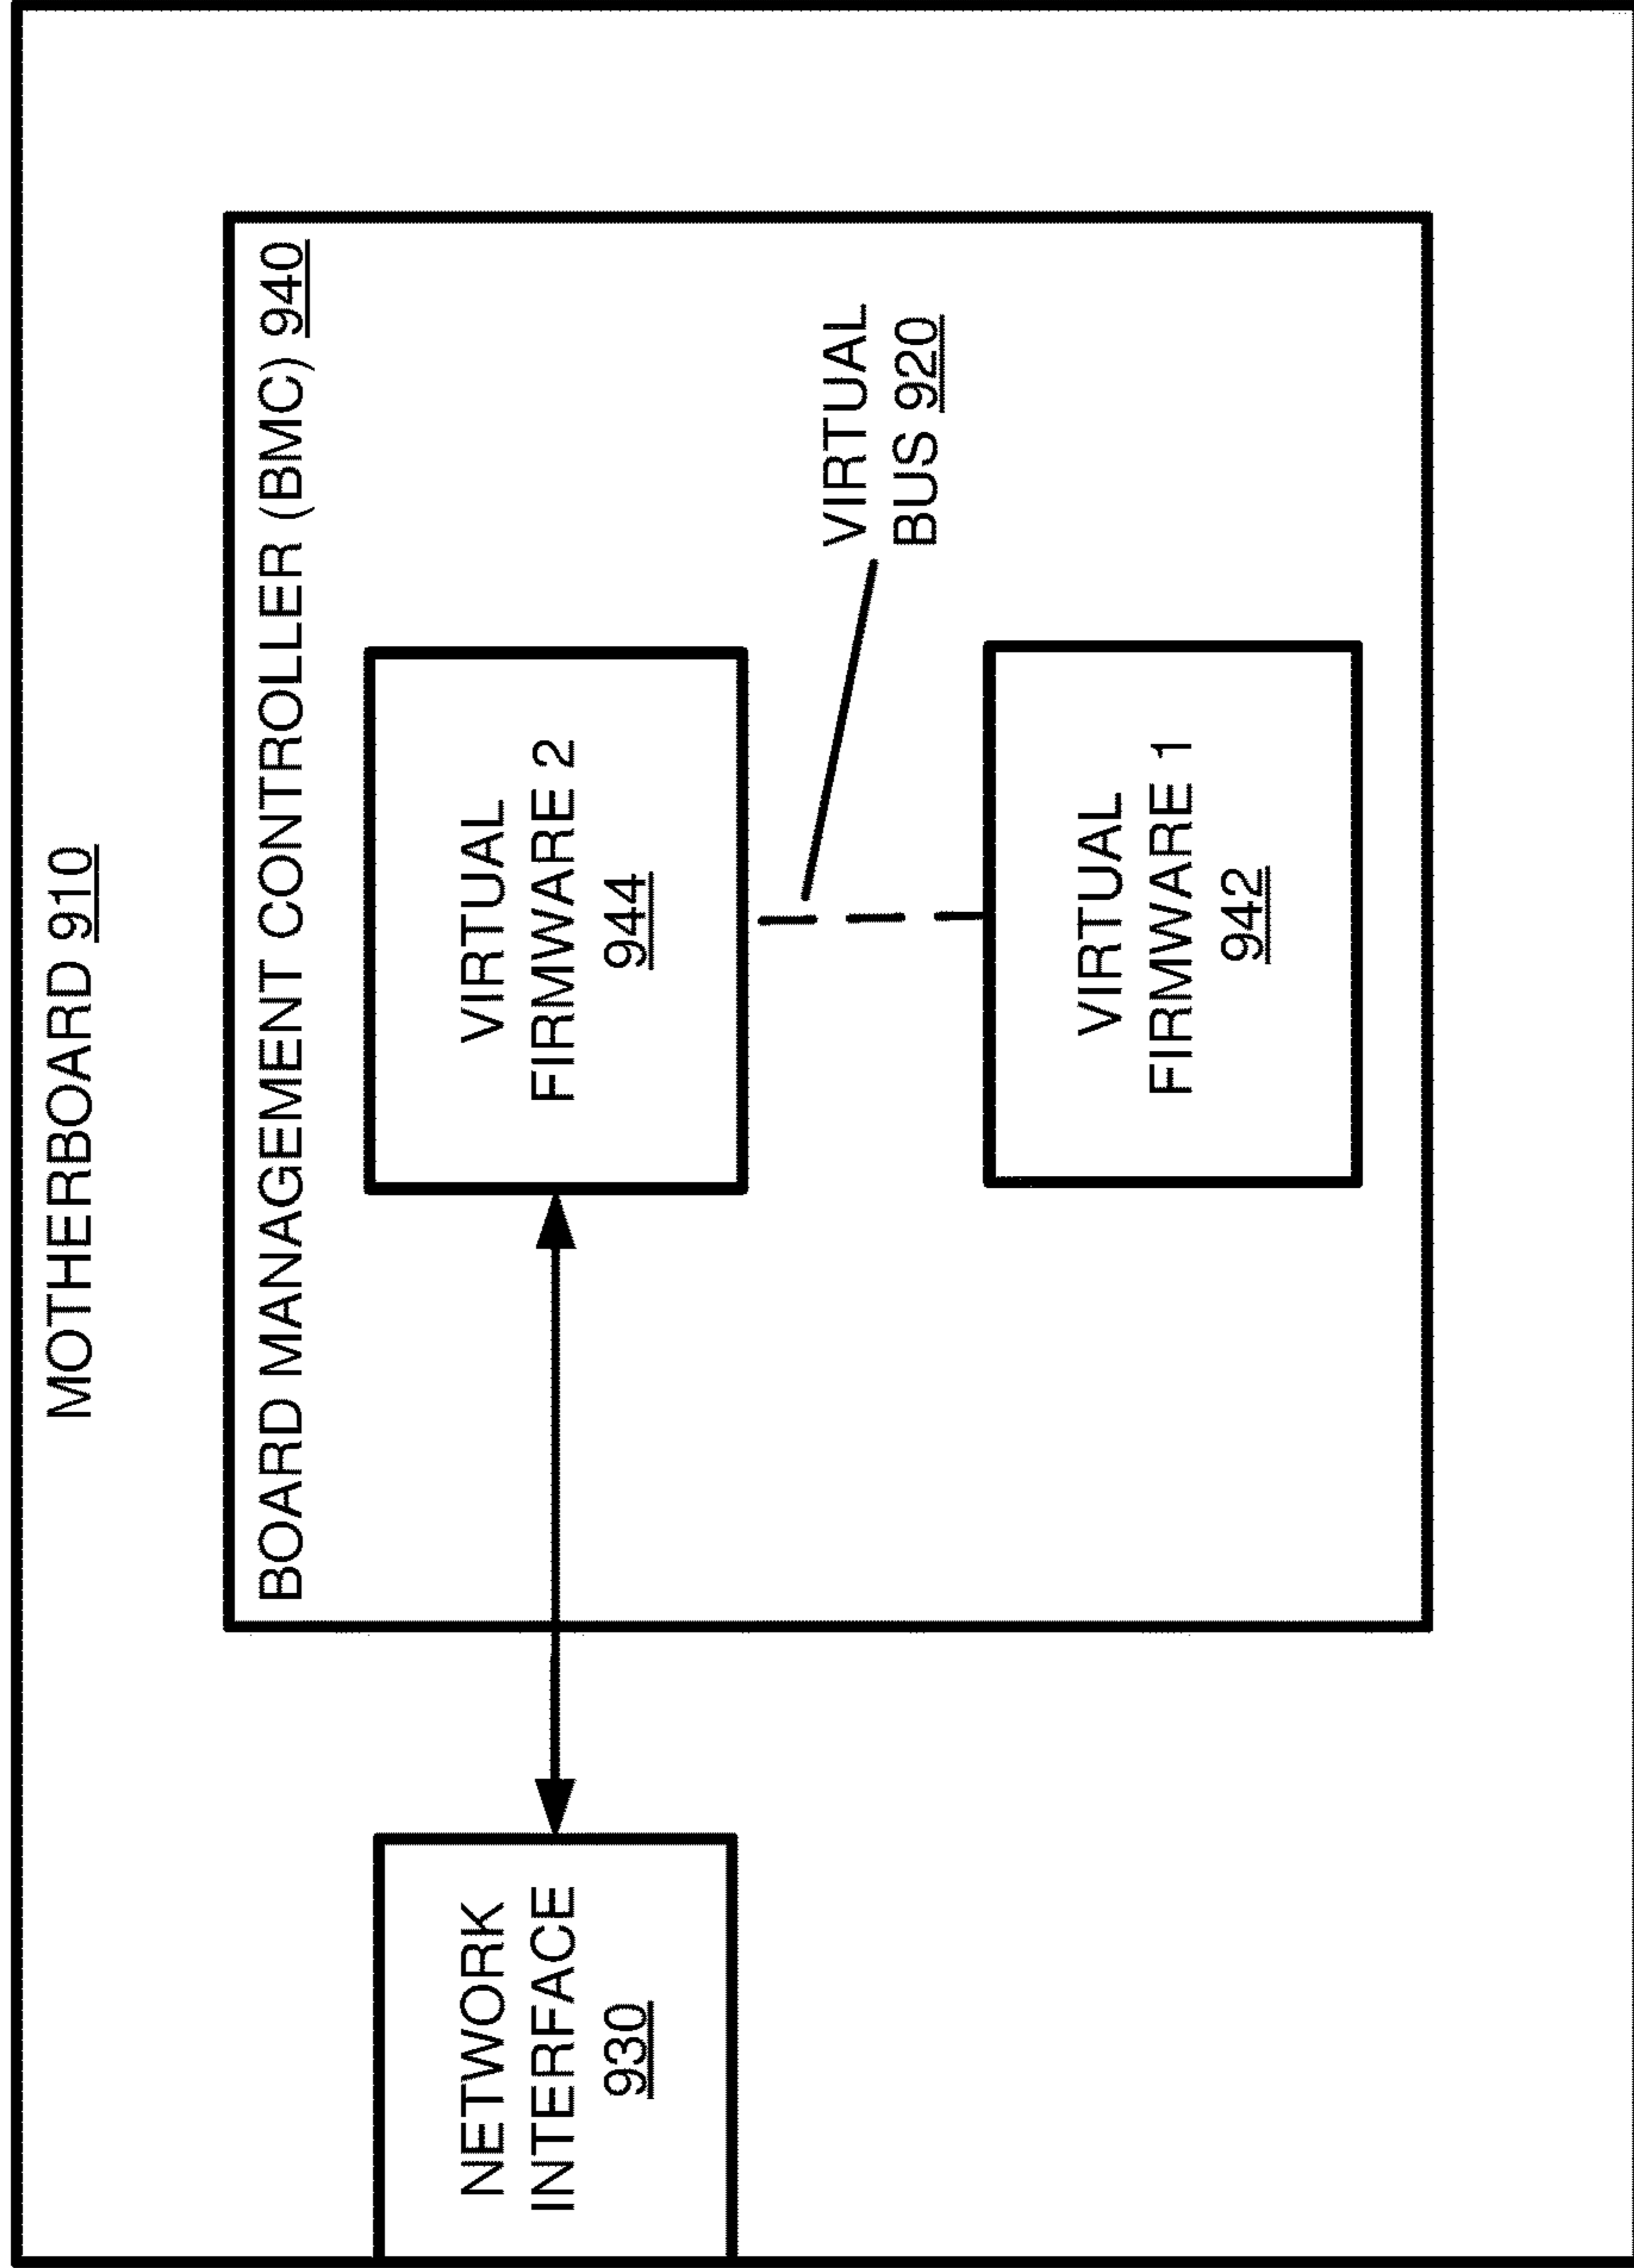 MOTHERBOARD 910
BOARD MANAGEMENT CONTROLLER (BMC) 940
NETWORK
INTERFACE
930
VIRTUAL
FIRMWARE 2
944
VIRTUAL
BUS 920
VIRTUAL
FIRMWARE 1
942